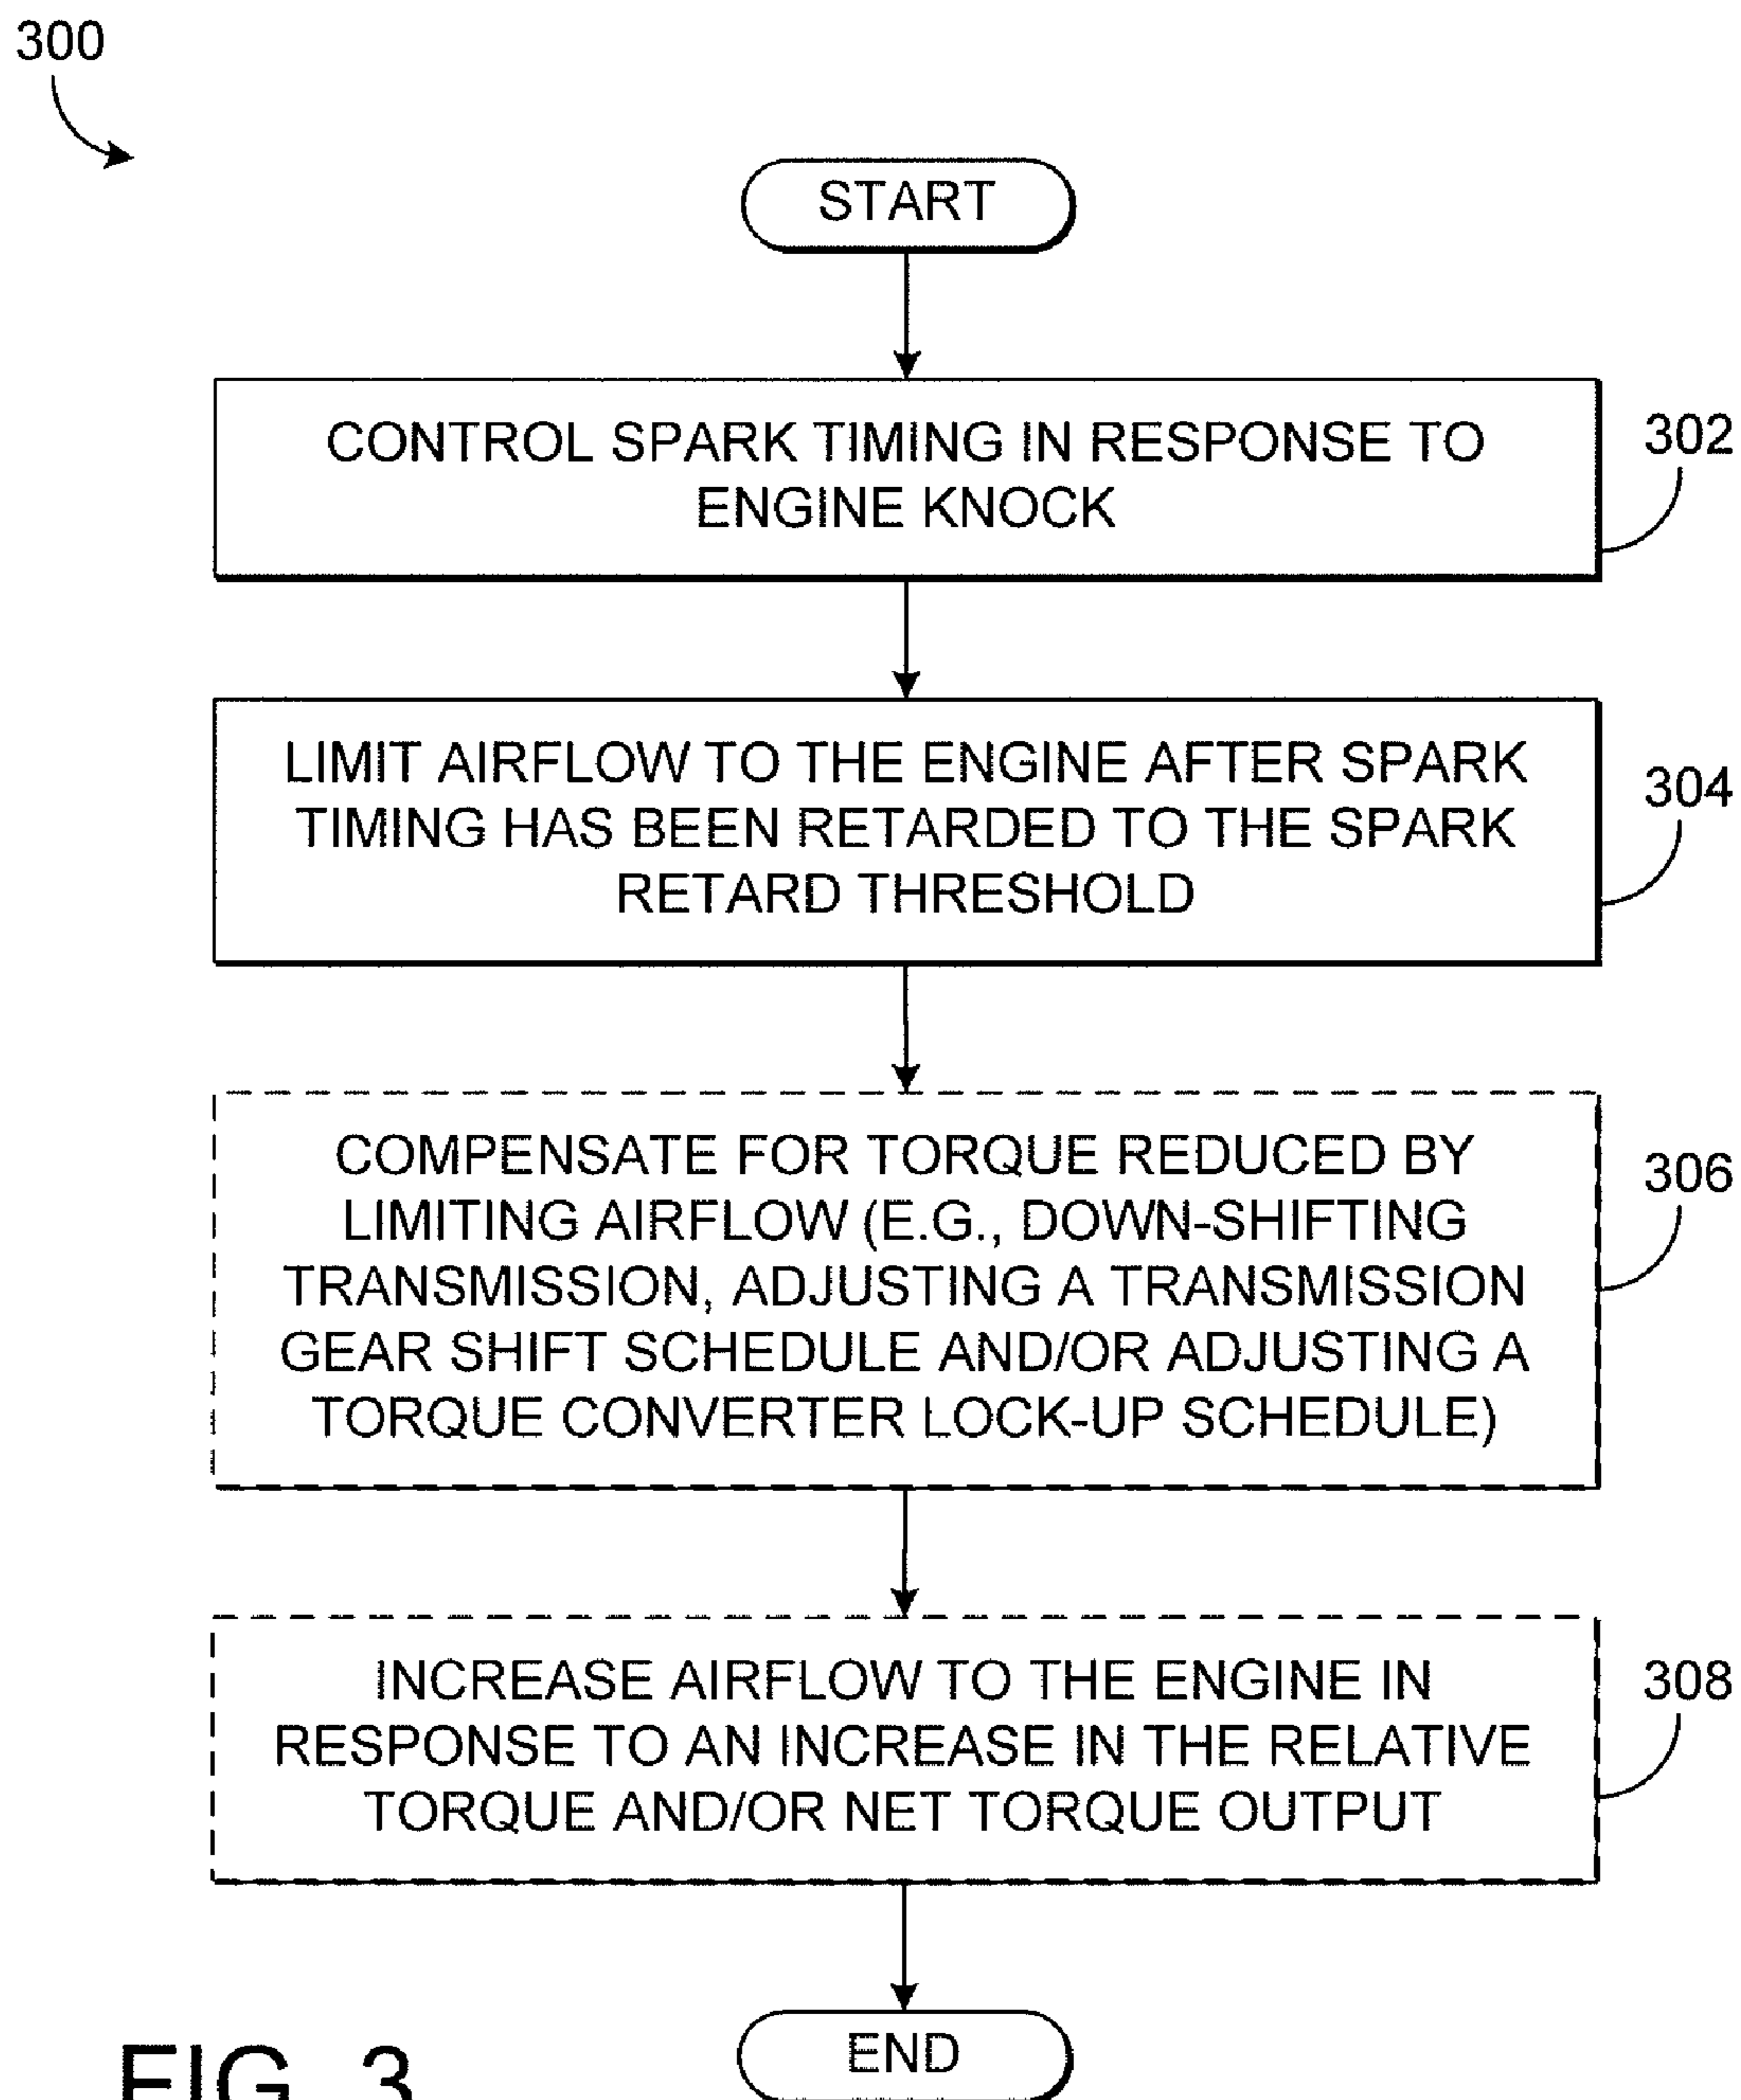 300
START
CONTROL SPARK TIMING IN RESPONSE TO
ENGINE KNOCK
302
LIMIT AIRFLOW TO THE ENGINE AFTER SPARK
TIMING HAS BEEN RETARDED TO THE SPARK
RETARD THRESHOLD
304
COMPENSATE FOR TORQUE REDUCED BY
LIMITING AIRFLOW (E.G., DOWN-SHIFTING
TRANSMISSION, ADJUSTING A TRANSMISSION
GEAR SHIFT SCHEDULE AND/OR ADJUSTING A
TORQUE CONVERTER LOCK-UP SCHEDULE)
306
INCREASE AIRFLOW TO THE ENGINE IN
RESPONSE TO AN INCREASE IN THE RELATIVE
TORQUE AND/OR NET TORQUE OUTPUT
308
END
FIG. 3